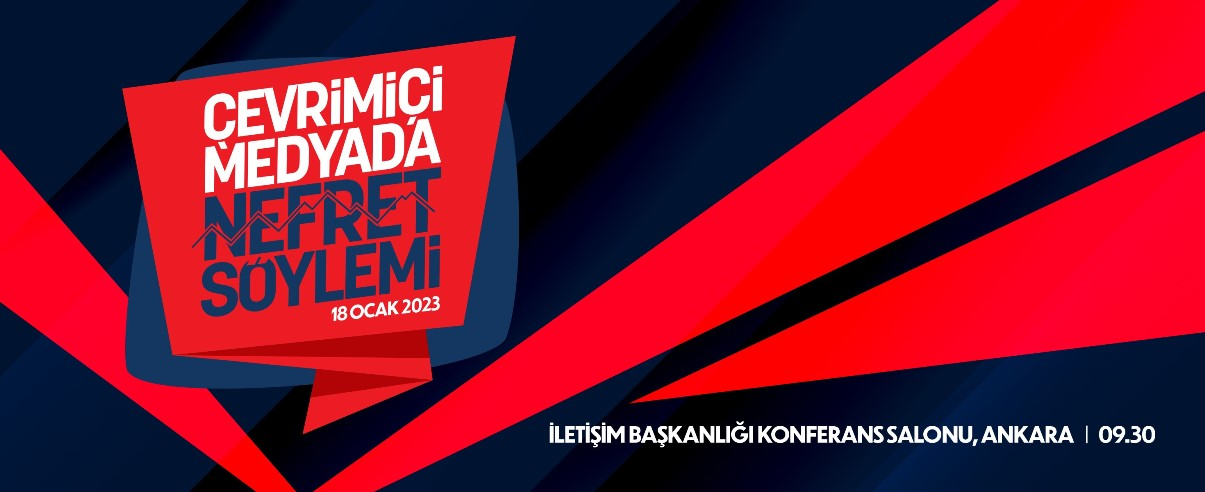 ÇEVRİMİÇİ
MEDYADA
NEFRET
SÖYLEMİ
18 OCAK 2023
İLETİŞİM BAŞKANLIĞI KONFERANS SALONU, ANKARA | 09.30